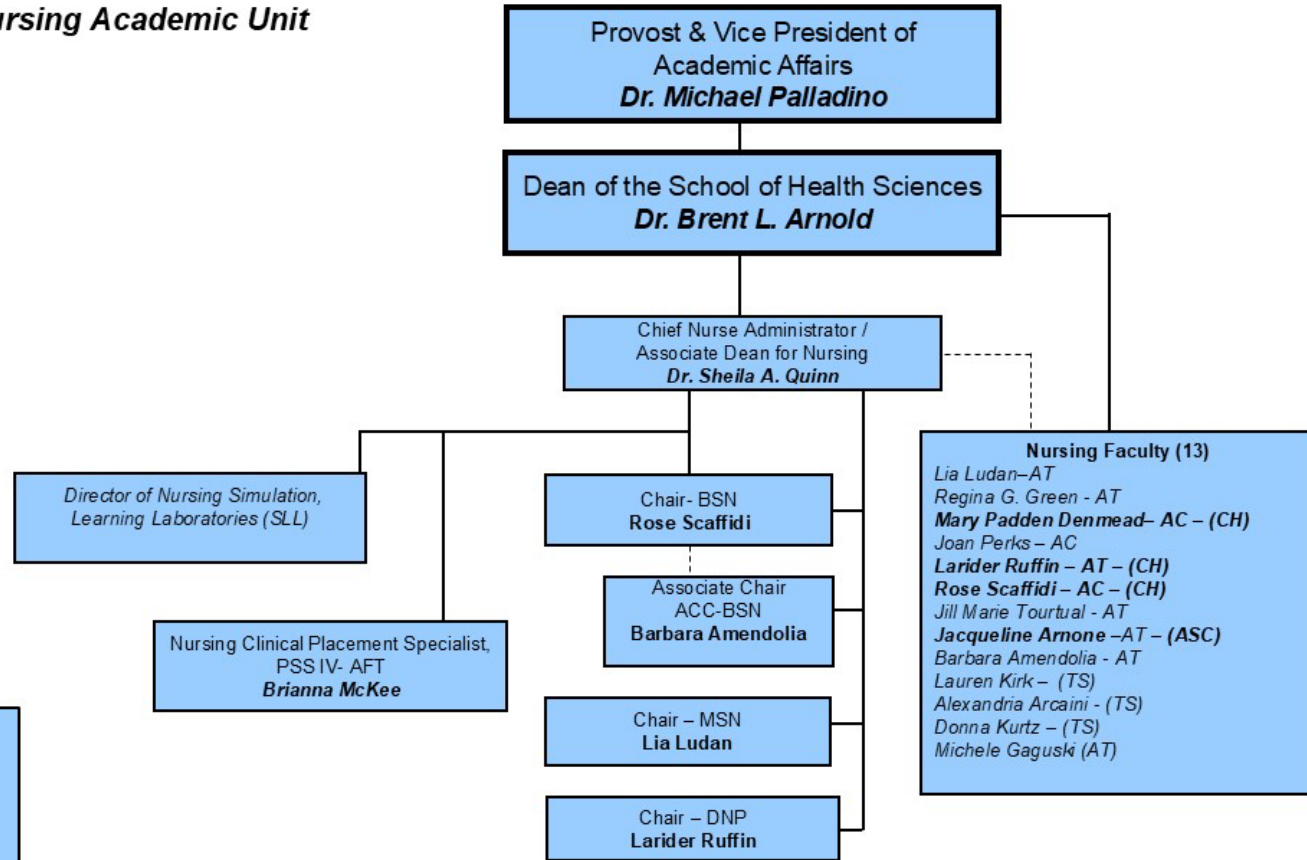 ursing Academic Unit
Provost & Vice President of
Academic Affairs
Dr. Michael Palladino
Dean of the School of Health Sciences
Dr. Brent L. Arnold
Chief Nurse Administrator /
Associate Dean for Nursing
Dr. Sheila A. Quinn
Director of Nursing Simulation,
Learning Laboratories (SLL)
Nursing Clinical Placement Specialist,
PSS IV- AFT
Brianna McKee
Chair- BSN
Rose Scaffidi
Associate Chair
ACC-BSN
Barbara Amendolia
Chair – MSN
Lia Ludan
Chair – DNP
Larider Ruffin
Nursing Faculty (13)
Lia Ludan–AT
Regina G. Green - AT
Mary Padden Denmead– AC – (CH)
Joan Perks – AC
Larider Ruffin – AT – (CH)
Rose Scaffidi – AC – (CH)
Jill Marie Tourtual - AT
Jacqueline Arnone –AT – (ASC)
Barbara Amendolia - AT
Lauren Kirk – (TS)
Alexandria Arcaini - (TS)
Donna Kurtz – (TS)
Michele Gaguski (AT)